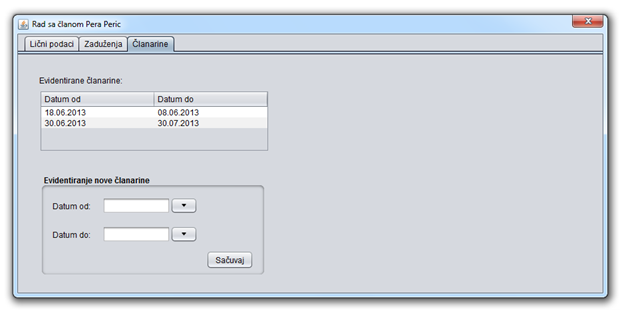 Rad sa članom Pera Peric
Lični podaci Zaduženja Članarine
Evidentirane članarine:
Datum od Datum do
18.06.2013 08.06.2013
30.06.2013 30.07.2013
Evidentiranje nove članarine
Datum od:
Datum do:
Sačuvaj